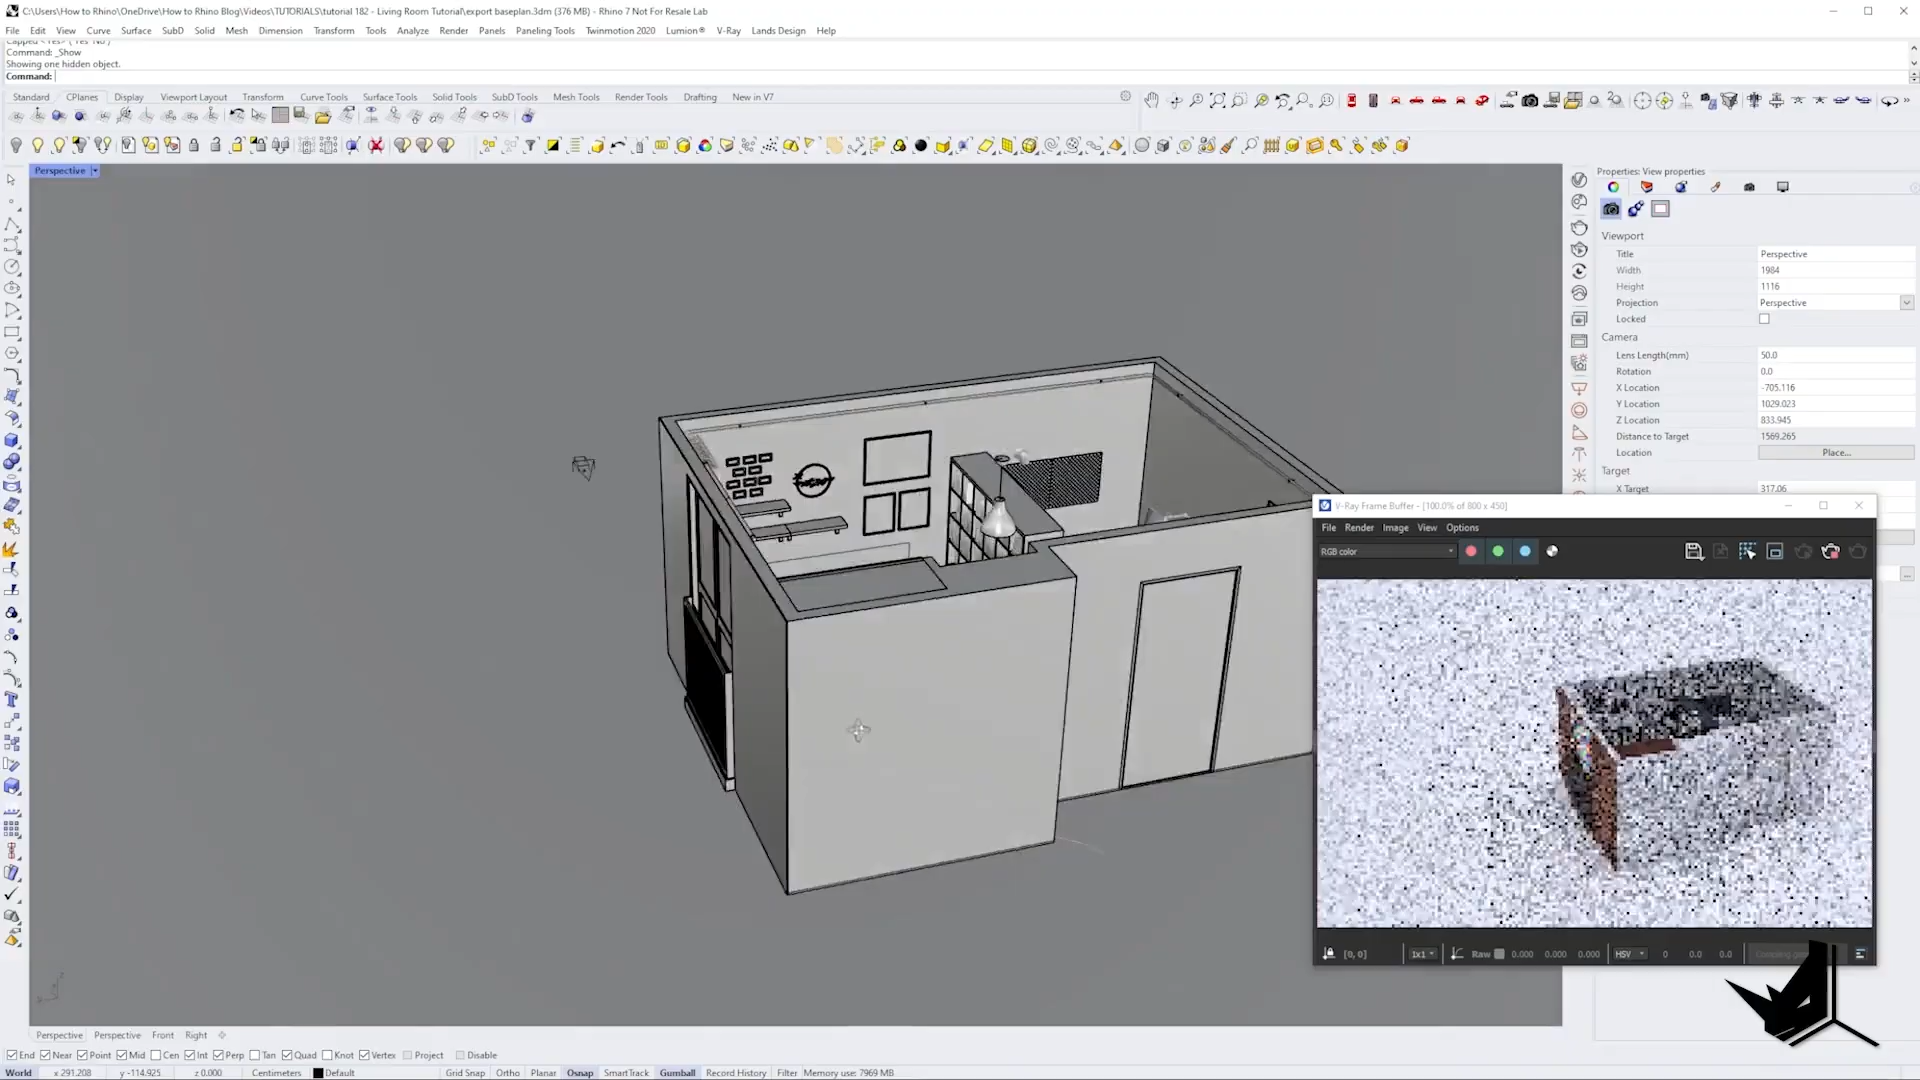 C:\Users\How to Rhino\OneDrive\How to Rhino Blog\Videos\TUTORIALS\tutorial 182 - Living Room Tutorial\export baseplan.3dm (376 MB) - Rhino 7 Not For Resale Lab
File Edit View Curve Surface SubD Solid Mesh Dimension Transform Tools Analyze Render Panels Paneling Tools Twinmotion 2020 Lumion® V-Ray Lands Design Help
Capped <Yes> ( Yes No )
Command: _Show
Showing one hidden object.
Command:
Standard CPlanes Display Viewport Layout Transform Curve Tools Surface Tools Solid Tools SubD Tools Mesh Tools Render Tools Drafting New in V7
Perspective
Properties: View properties
Viewport
Title Perspective
Width 1984
Height 1116
Projection Perspective
Locked
Camera
Lens Length(mm) 50.0
Rotation 0.0
X Location -705.116
Y Location 1029.023
Z Location 833.945
Distance to Target 1569.265
Location Place...
Target
X Target 317.06
V-Ray Frame Buffer - [100.0% of 800 x 450]
File Render Image View Options
RGB color
[0, 0] 1x1 Raw 0.000 0.000 0.000 HSV 0 0.0 0.0
Perspective Perspective Front Right
End Near Point Mid Cen Int Perp Tan Quad Knot Vertex Project Disable
World x 291.208 y -114.925 z 0.000 Centimeters Default Grid Snap Ortho Planar Osnap SmartTrack Gumball Record History Filter Memory use: 7969 MB